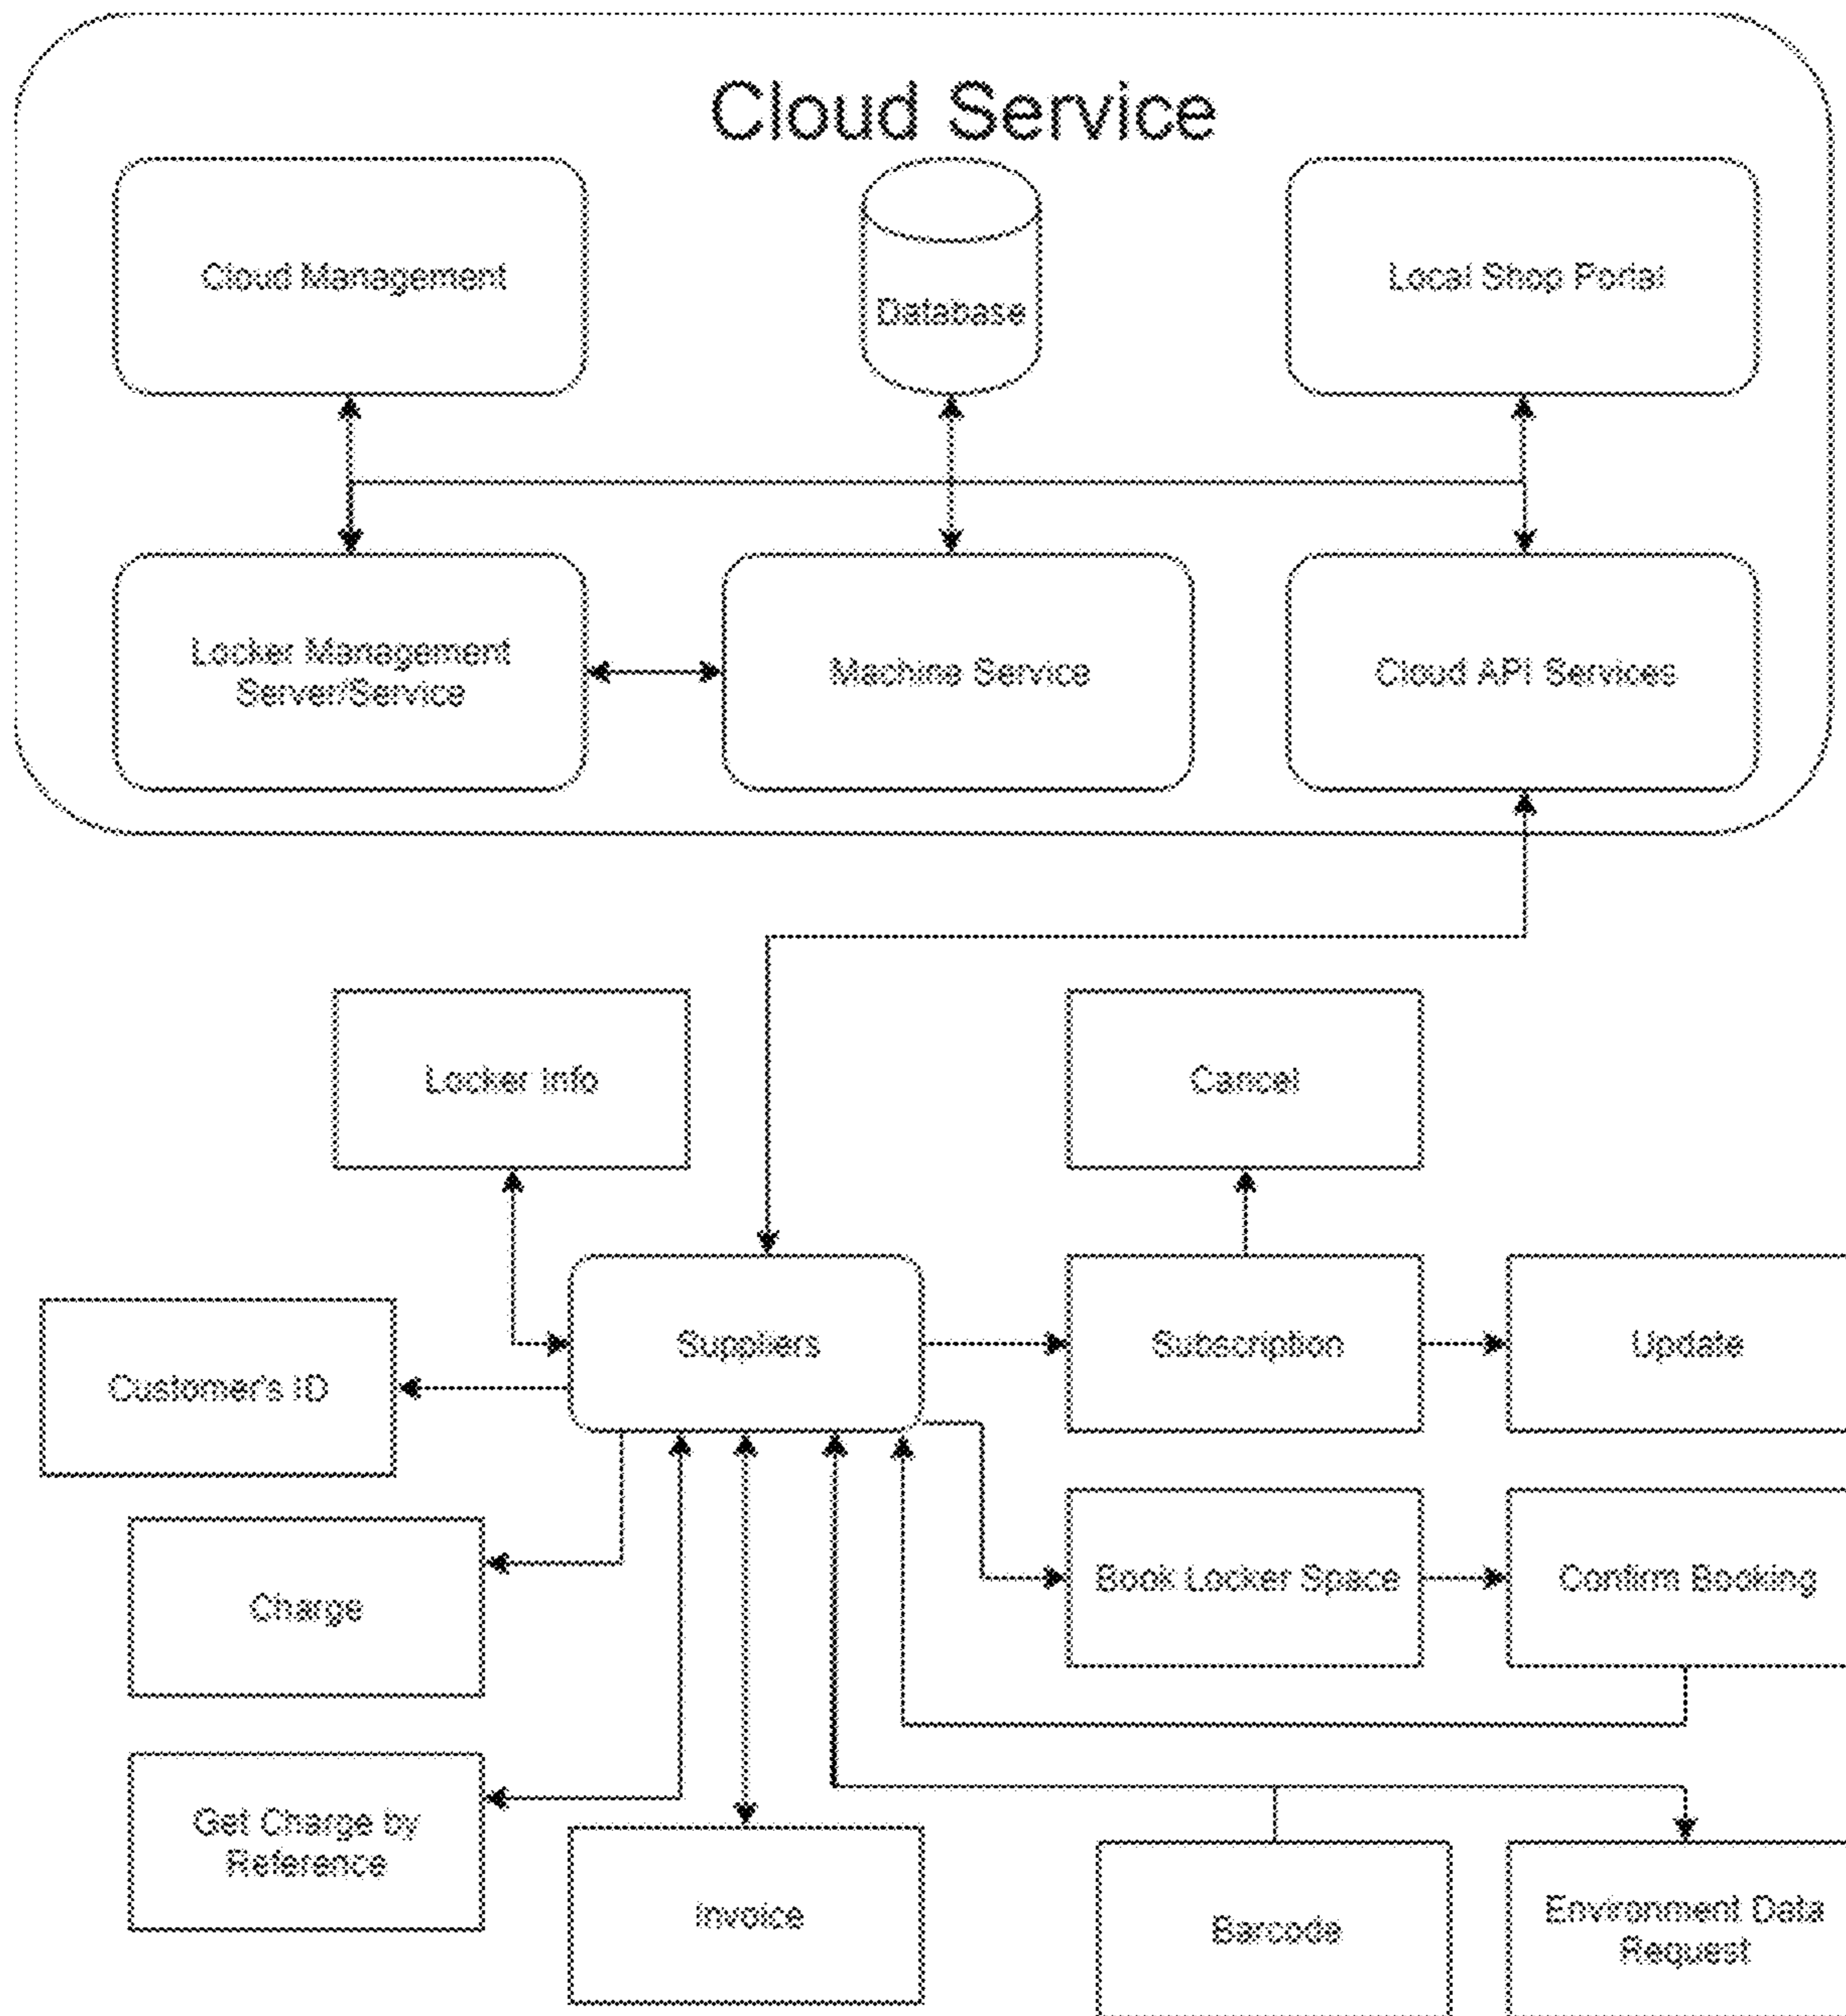 Cloud Service
Cloud Management
Database
Local Shop Portal
Locker Management
Server/Service
Machine Service
Cloud API Services
Locker Info
Cancel
Suppliers
Subscription
Update
Customer's ID
Charge
Book Locker Space
Confirm Booking
Get Charge by
Reference
Invoice
Barcode
Environment Data
Request